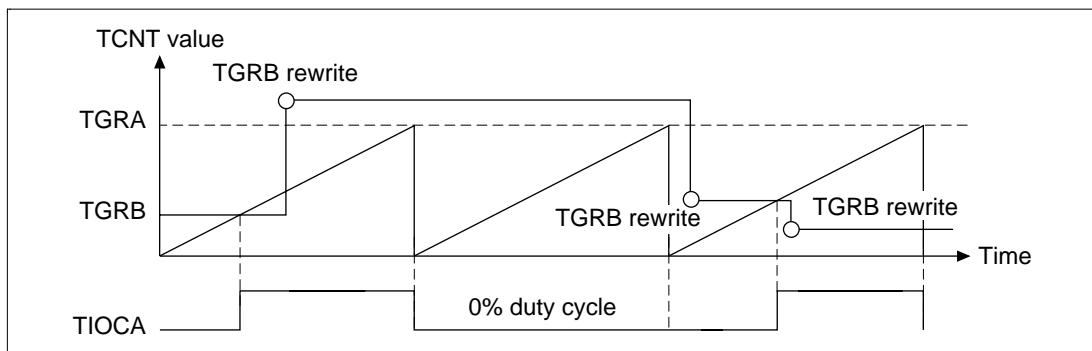 TCNT value
TGRB rewrite
TGRA
TGRB
TGRB rewrite
TGRB rewrite
Time
0% duty cycle
TIOCA